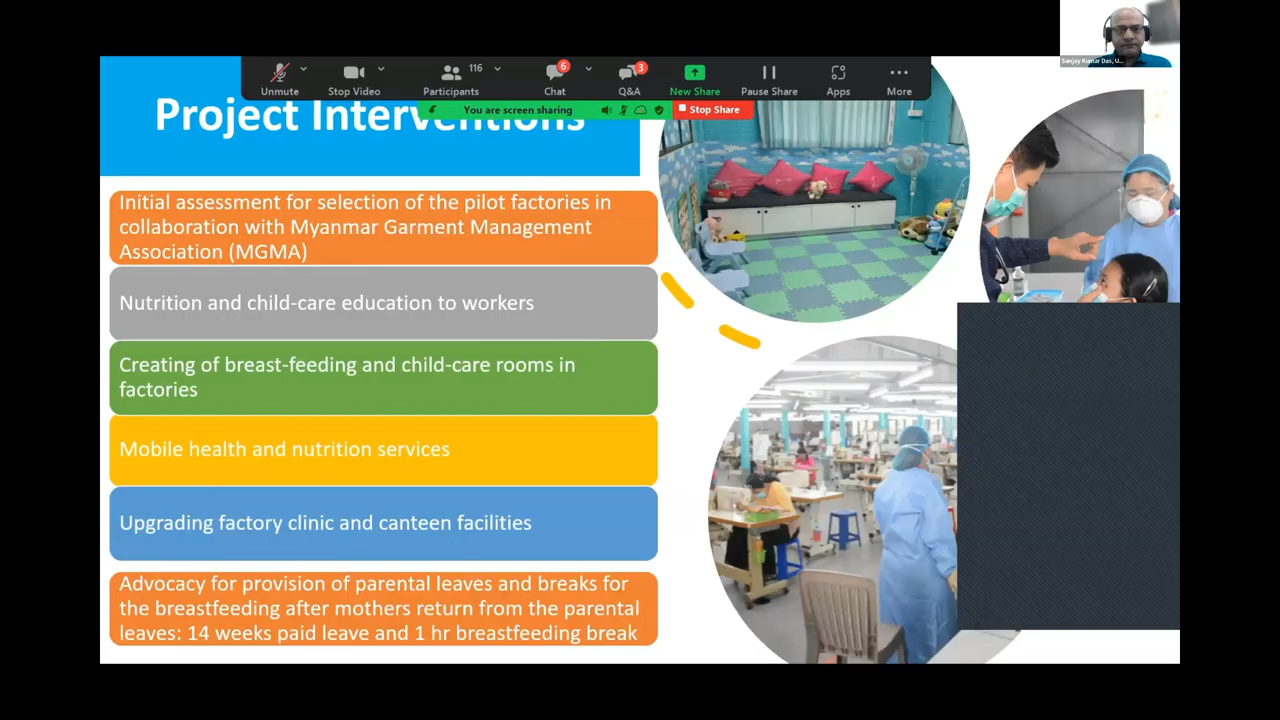 116
6
3
Unmute
Stop Video
Participants
Chat
Q&A
New Share
Pause Share
Apps
More
You are screen sharing
Stop Share
Sanjay Kumar Das, U...
Project Interventions
Initial assessment for selection of the pilot factories in
collaboration with Myanmar Garment Management
Association (MGMA)
Nutrition and child-care education to workers
Creating of breast-feeding and child-care rooms in
factories
Mobile health and nutrition services
Upgrading factory clinic and canteen facilities
Advocacy for provision of parental leaves and breaks for
the breastfeeding after mothers return from the parental
leaves: 14 weeks paid leave and 1 hr breastfeeding break